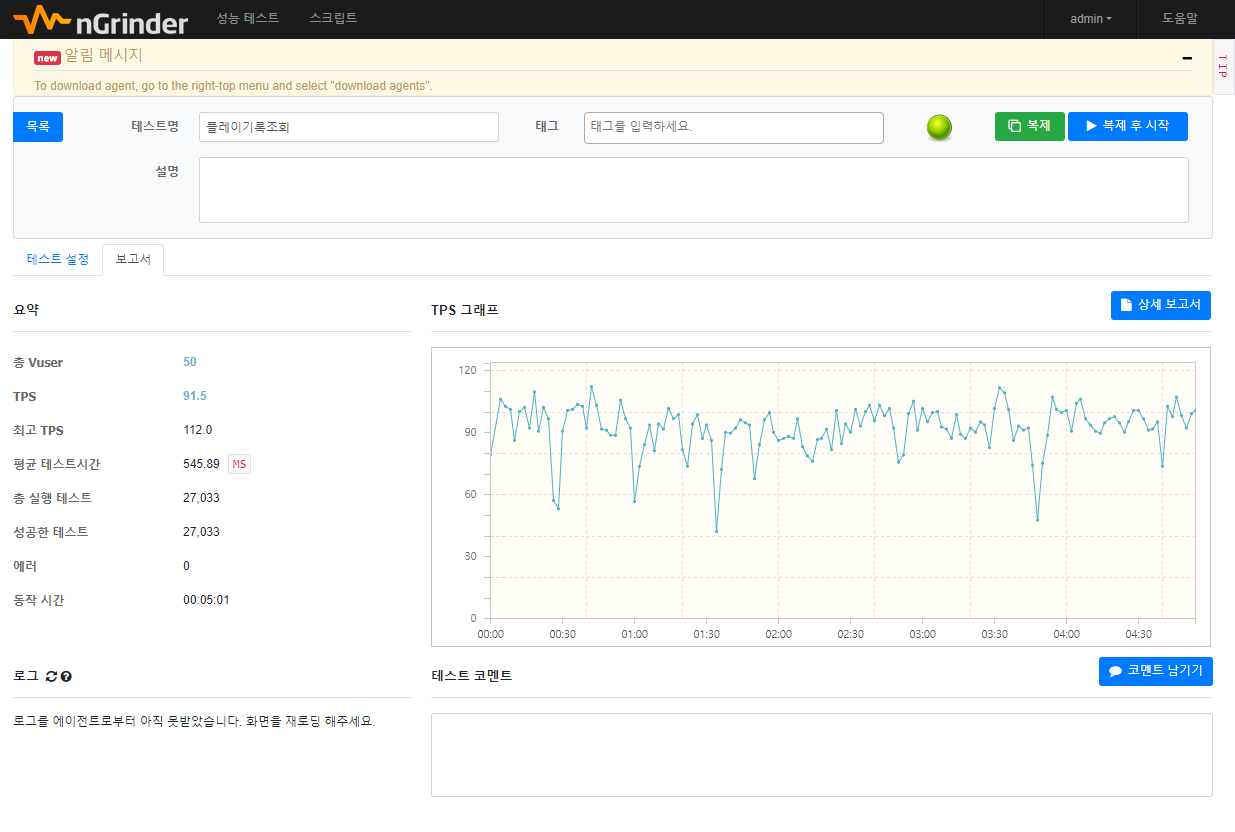 nGrinder 성능 테스트 스크립트 admin 도움말
new 알림 메시지
TIP
To download agent, go to the right-top menu and select "download agents".
목록 테스트명 플레이기록조회 태그 태그를 입력하세요. 복제 복제 후 시작
설명
테스트 설정 보고서
요약
총 Vuser 50
TPS 91.5
최고 TPS 112.0
평균 테스트시간 545.89 MS
총 실행 테스트 27,033
성공한 테스트 27,033
에러 0
동작 시간 00:05:01
TPS 그래프 상세 보고서
120
90
60
30
0
00:00 00:30 01:00 01:30 02:00 02:30 03:00 03:30 04:00 04:30
로그
로그를 에이전트로부터 아직 못받았습니다. 화면을 재로딩 해주세요.
테스트 코멘트 코멘트 남기기